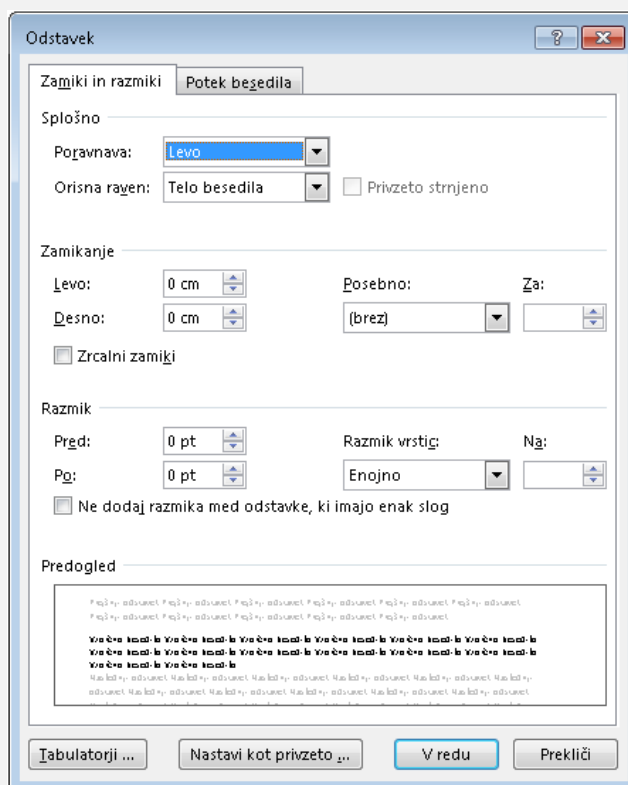 Odstavek
Zamiki in razmiki Potek besedila
Splošno
Poravnava: Levo
Orisna raven: Telo besedila Privzeto strnjeno
Zamikanje
Levo: 0 cm Posebno: Za:
Desno: 0 cm (brez)
Zrcalni zamiki
Razmik
Pred: 0 pt Razmik vrstic: Na:
Po: 0 pt Enojno
Ne dodaj razmika med odstavke, ki imajo enak slog
Predogled
Tabulatorji ... Nastavi kot privzeto ... V redu Prekliči